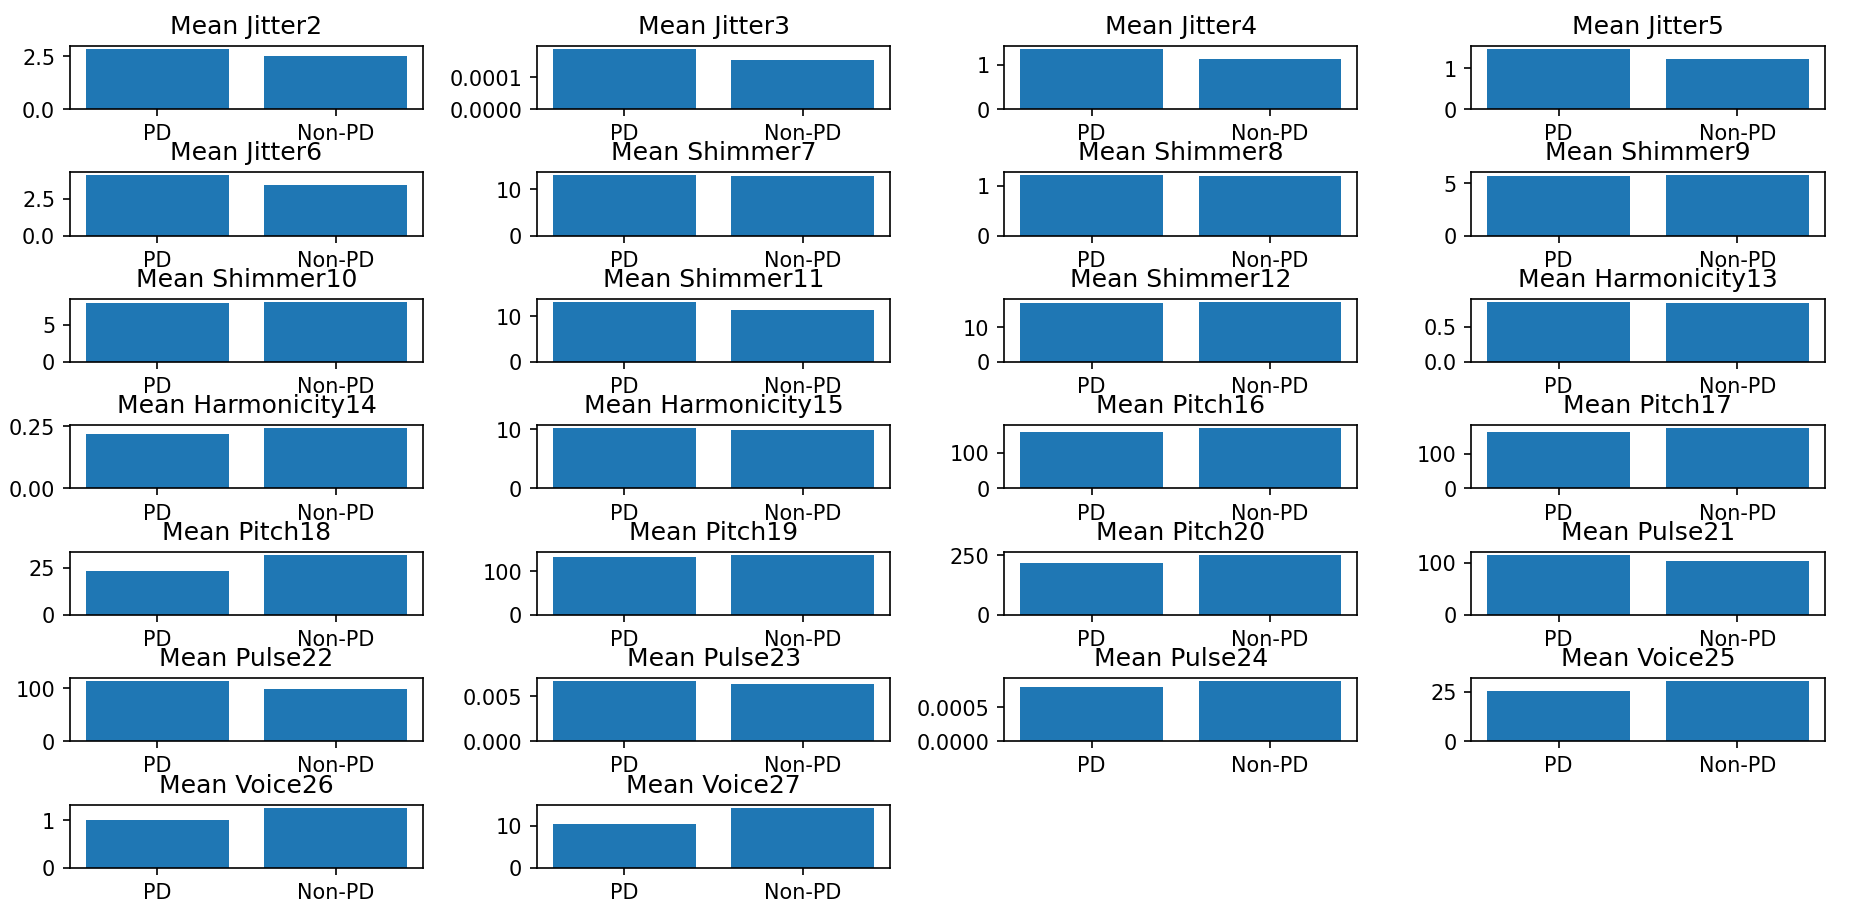 Mean Jitter2
2.5
0.0
PD Non-PD
Mean Jitter3
0.0001
0.0000
PD Non-PD
Mean Jitter4
1
0
PD Non-PD
Mean Jitter5
1
0
PD Non-PD
Mean Jitter6
2.5
0.0
PD Non-PD
Mean Shimmer7
10
0
PD Non-PD
Mean Shimmer8
1
0
PD Non-PD
Mean Shimmer9
5
0
PD Non-PD
Mean Shimmer10
5
0
PD Non-PD
Mean Shimmer11
10
0
PD Non-PD
Mean Shimmer12
10
0
PD Non-PD
Mean Harmonicity13
0.5
0.0
PD Non-PD
Mean Harmonicity14
0.25
0.00
PD Non-PD
Mean Harmonicity15
10
0
PD Non-PD
Mean Pitch16
100
0
PD Non-PD
Mean Pitch17
100
0
PD Non-PD
Mean Pitch18
25
0
PD Non-PD
Mean Pitch19
100
0
PD Non-PD
Mean Pitch20
250
0
PD Non-PD
Mean Pulse21
100
0
PD Non-PD
Mean Pulse22
100
0
PD Non-PD
Mean Pulse23
0.005
0.000
PD Non-PD
Mean Pulse24
0.0005
0.0000
PD Non-PD
Mean Voice25
25
0
PD Non-PD
Mean Voice26
1
0
PD Non-PD
Mean Voice27
10
0
PD Non-PD